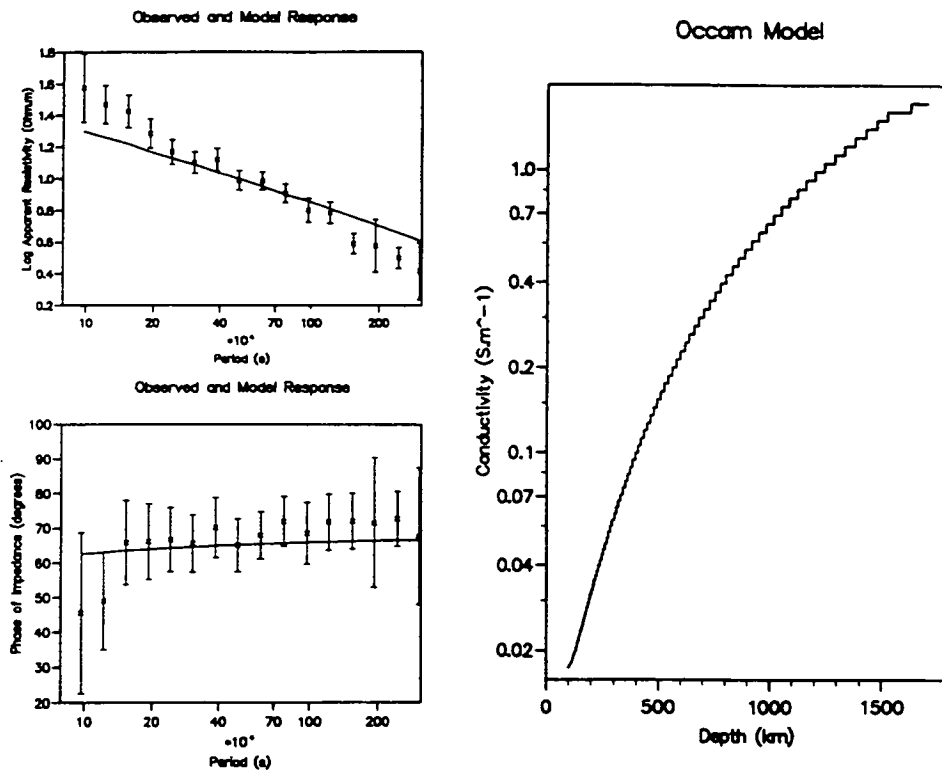 Observed and Model Response
Log Apparent Resistivity (Ohm.m)
1.8
1.6
1.4
1.2
1.0
0.8
0.6
0.4
0.2
10 20 40 70 100 200
*10⁴
Period (s)
Observed and Model Response
Phase of Impedance (degrees)
100
90
80
70
60
50
40
30
20
10 20 40 70 100 200
*10⁴
Period (s)
Occam Model
Conductivity (S.m^-1)
1.0
0.7
0.4
0.2
0.1
0.07
0.04
0.02
0 500 1000 1500
Depth (km)